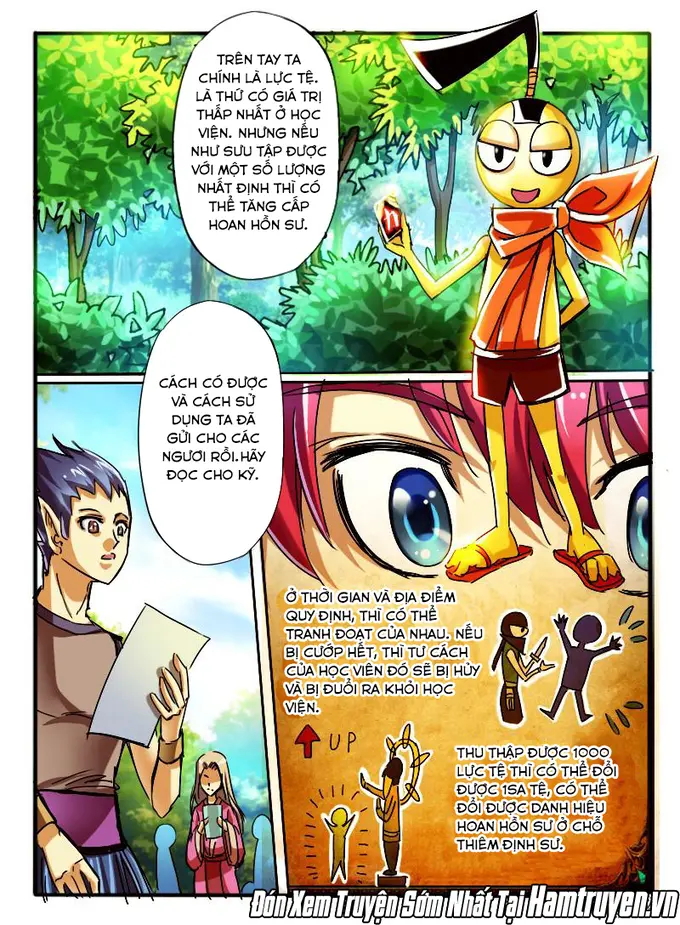 TRÊN TAY TA
CHÍNH LÀ LỰC TỆ.
LÀ THỨ CÓ GIÁ TRỊ
THẤP NHẤT Ở HỌC
VIỆN. NHƯNG NẾU
NHƯ SƯU TẬP ĐƯỢC
VỚI MỘT SỐ LƯỢNG
NHẤT ĐỊNH THÌ CÓ
THỂ TĂNG CẤP
HOAN HỒN SƯ.
n
CÁCH CÓ ĐƯỢC
VÀ CÁCH SỬ
DỤNG TA ĐÃ
GỬI CHO CÁC
NGƯƠI RỒI.HÃY
ĐỌC CHO KỸ.
Ở THỜI GIAN VÀ ĐỊA ĐIỂM
QUY ĐỊNH, THÌ CÓ THỂ
TRANH ĐOẠT CỦA NHAU. NẾU
BỊ CƯỚP HẾT, THÌ TƯ CÁCH
CỦA HỌC VIÊN ĐÓ SẼ BỊ HỦY
VÀ BỊ ĐUỔI RA KHỎI HỌC
VIỆN.
UP
THU THẬP ĐƯỢC 1000
LỰC TỆ THÌ CÓ THỂ ĐỔI
ĐƯỢC 1SA TỆ, CÓ THỂ
ĐỔI ĐƯỢC DANH HIỆU
HOAN HỒN SƯ Ở CHỖ
THIÊM ĐỊNH SƯ.
Đón Xem Truyện Sớm Nhất Tại Hamtruyen.vn